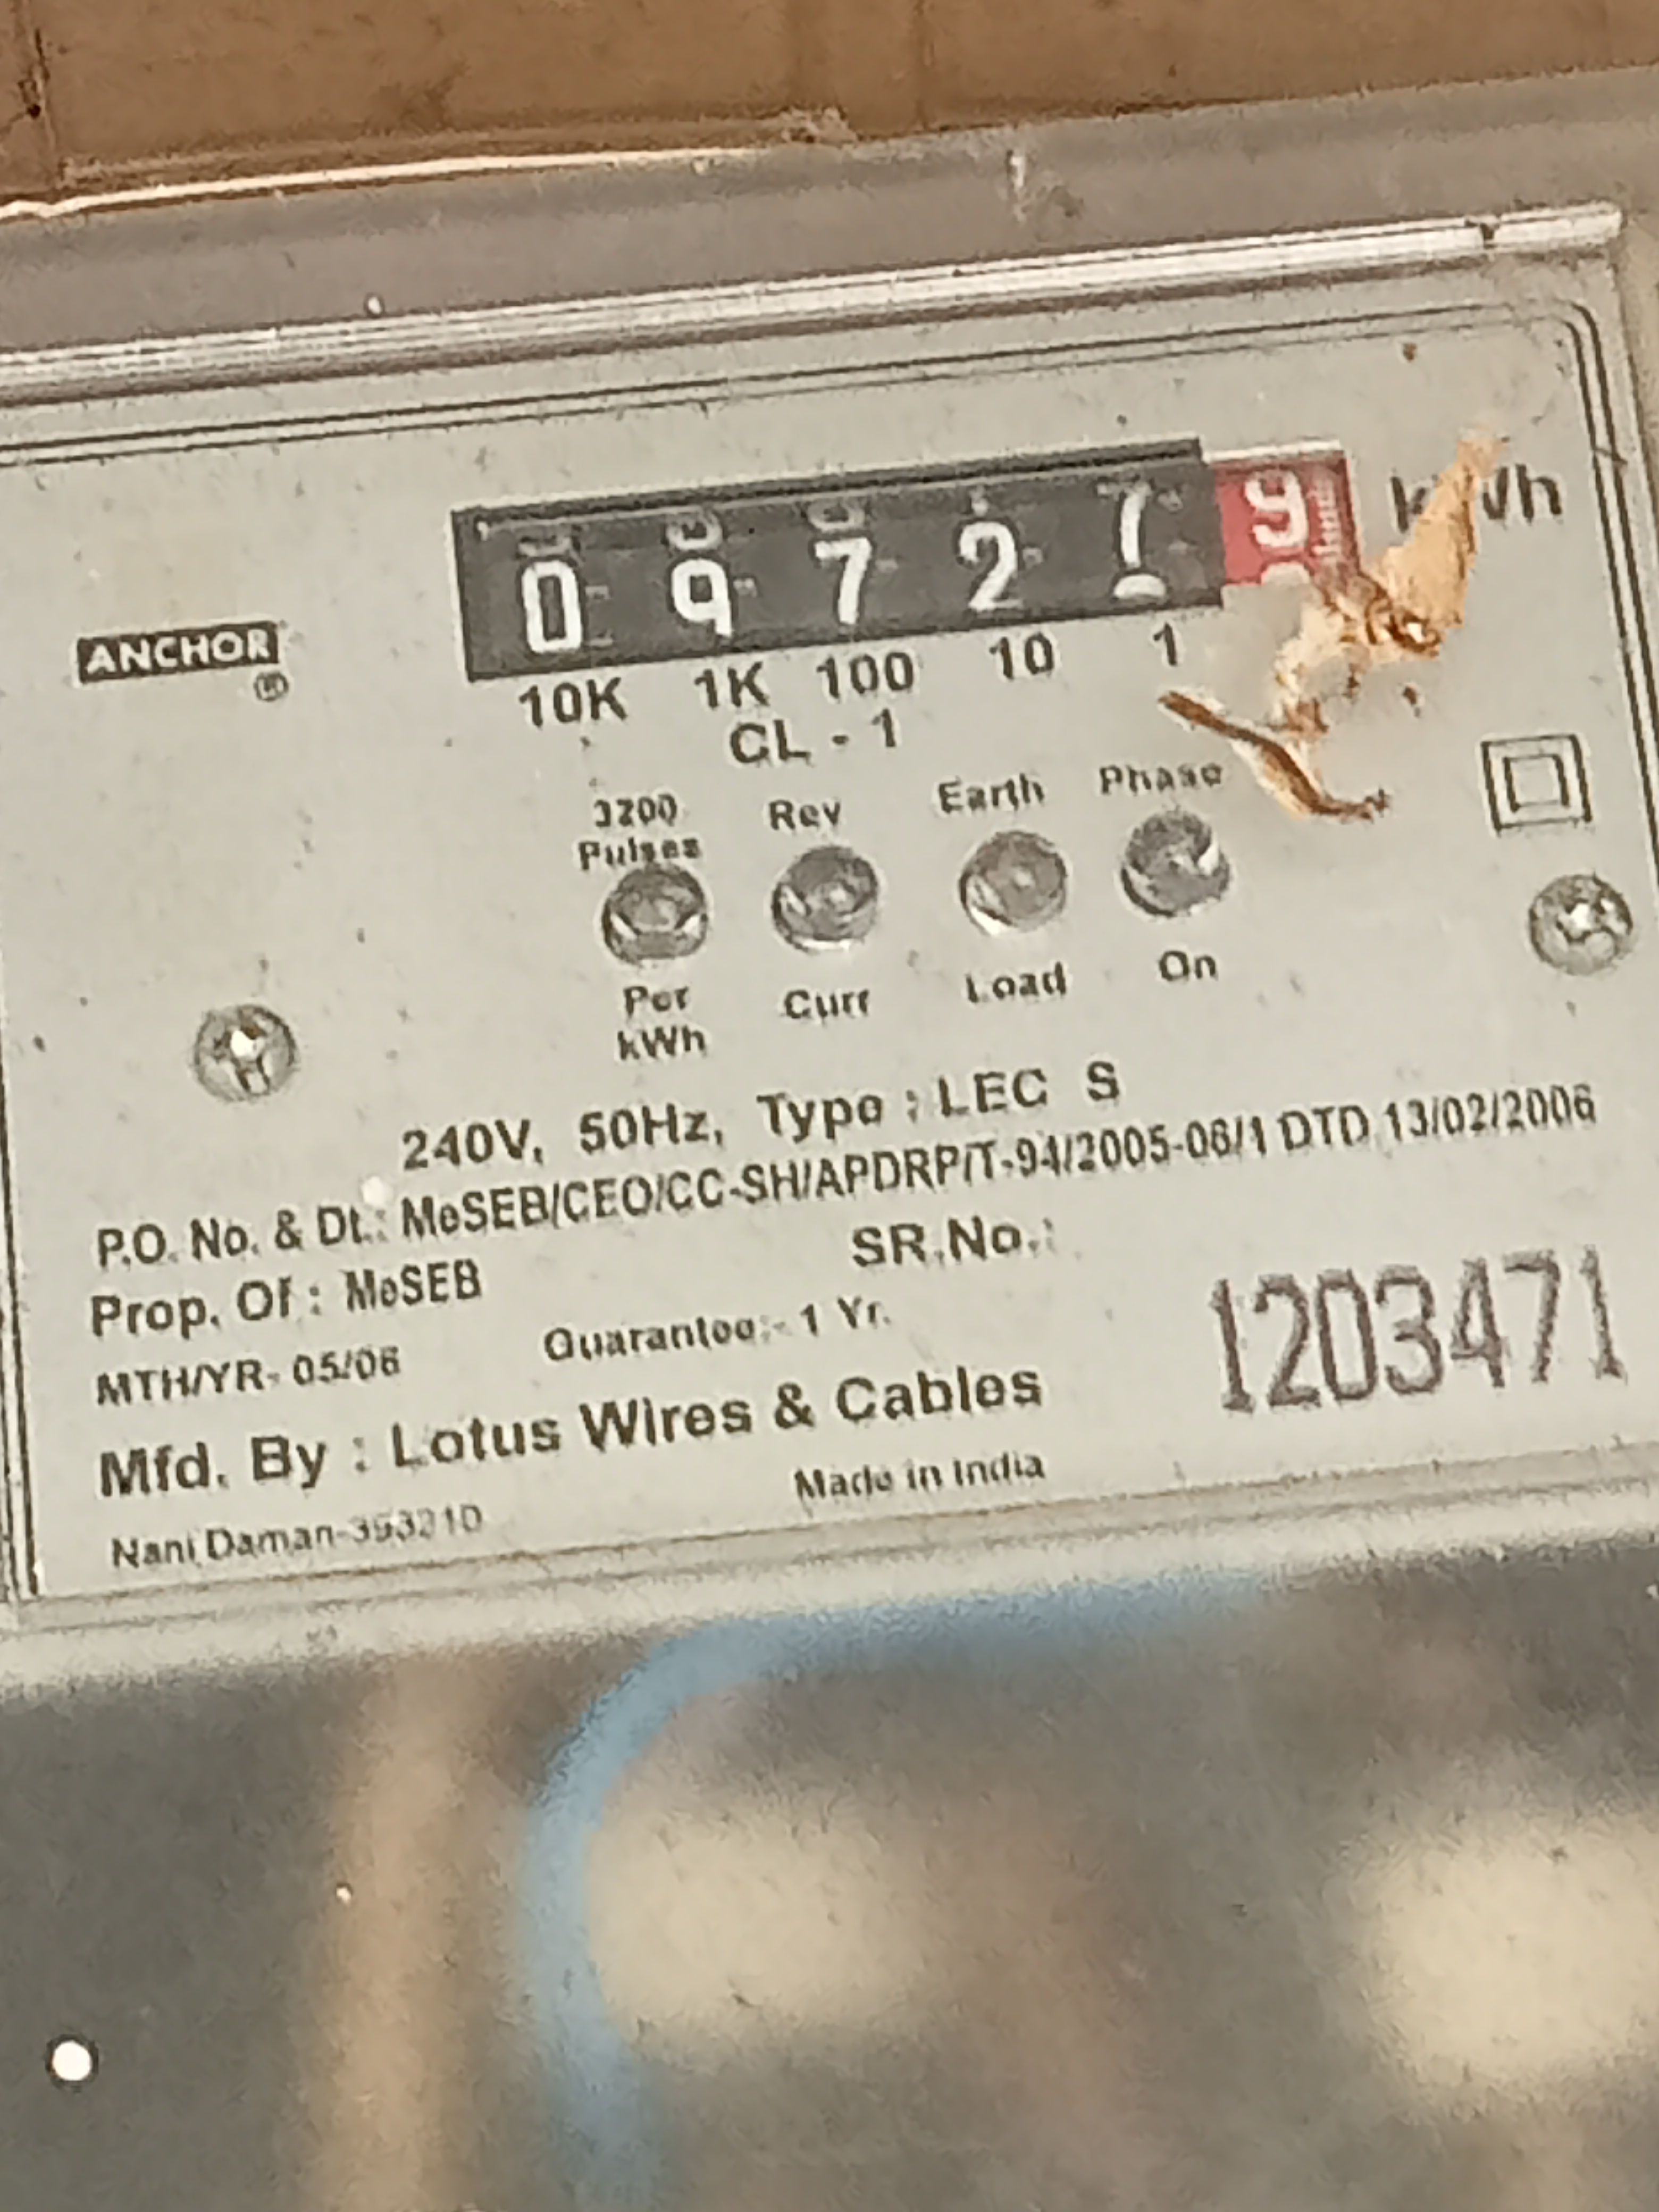 0 9 7 2 7 9 kWh
ANCHOR
®
10K 1K 100 10 1
CL - 1
3200 Rev Earth Phase
Pulses
Per Curr Load On
kWh
240V, 50Hz, Type : LEC S
P.O. No. & Dt.: MeSEB/CEO/CC-SH/APDRP/T-94/2005-06/1 DTD 13/02/2006
Prop. Of : MeSEB SR.No.:
MTH/YR- 05/06 Guarantee:- 1 Yr. 1203471
Mfd. By : Lotus Wires & Cables
Nani Daman- Made in India